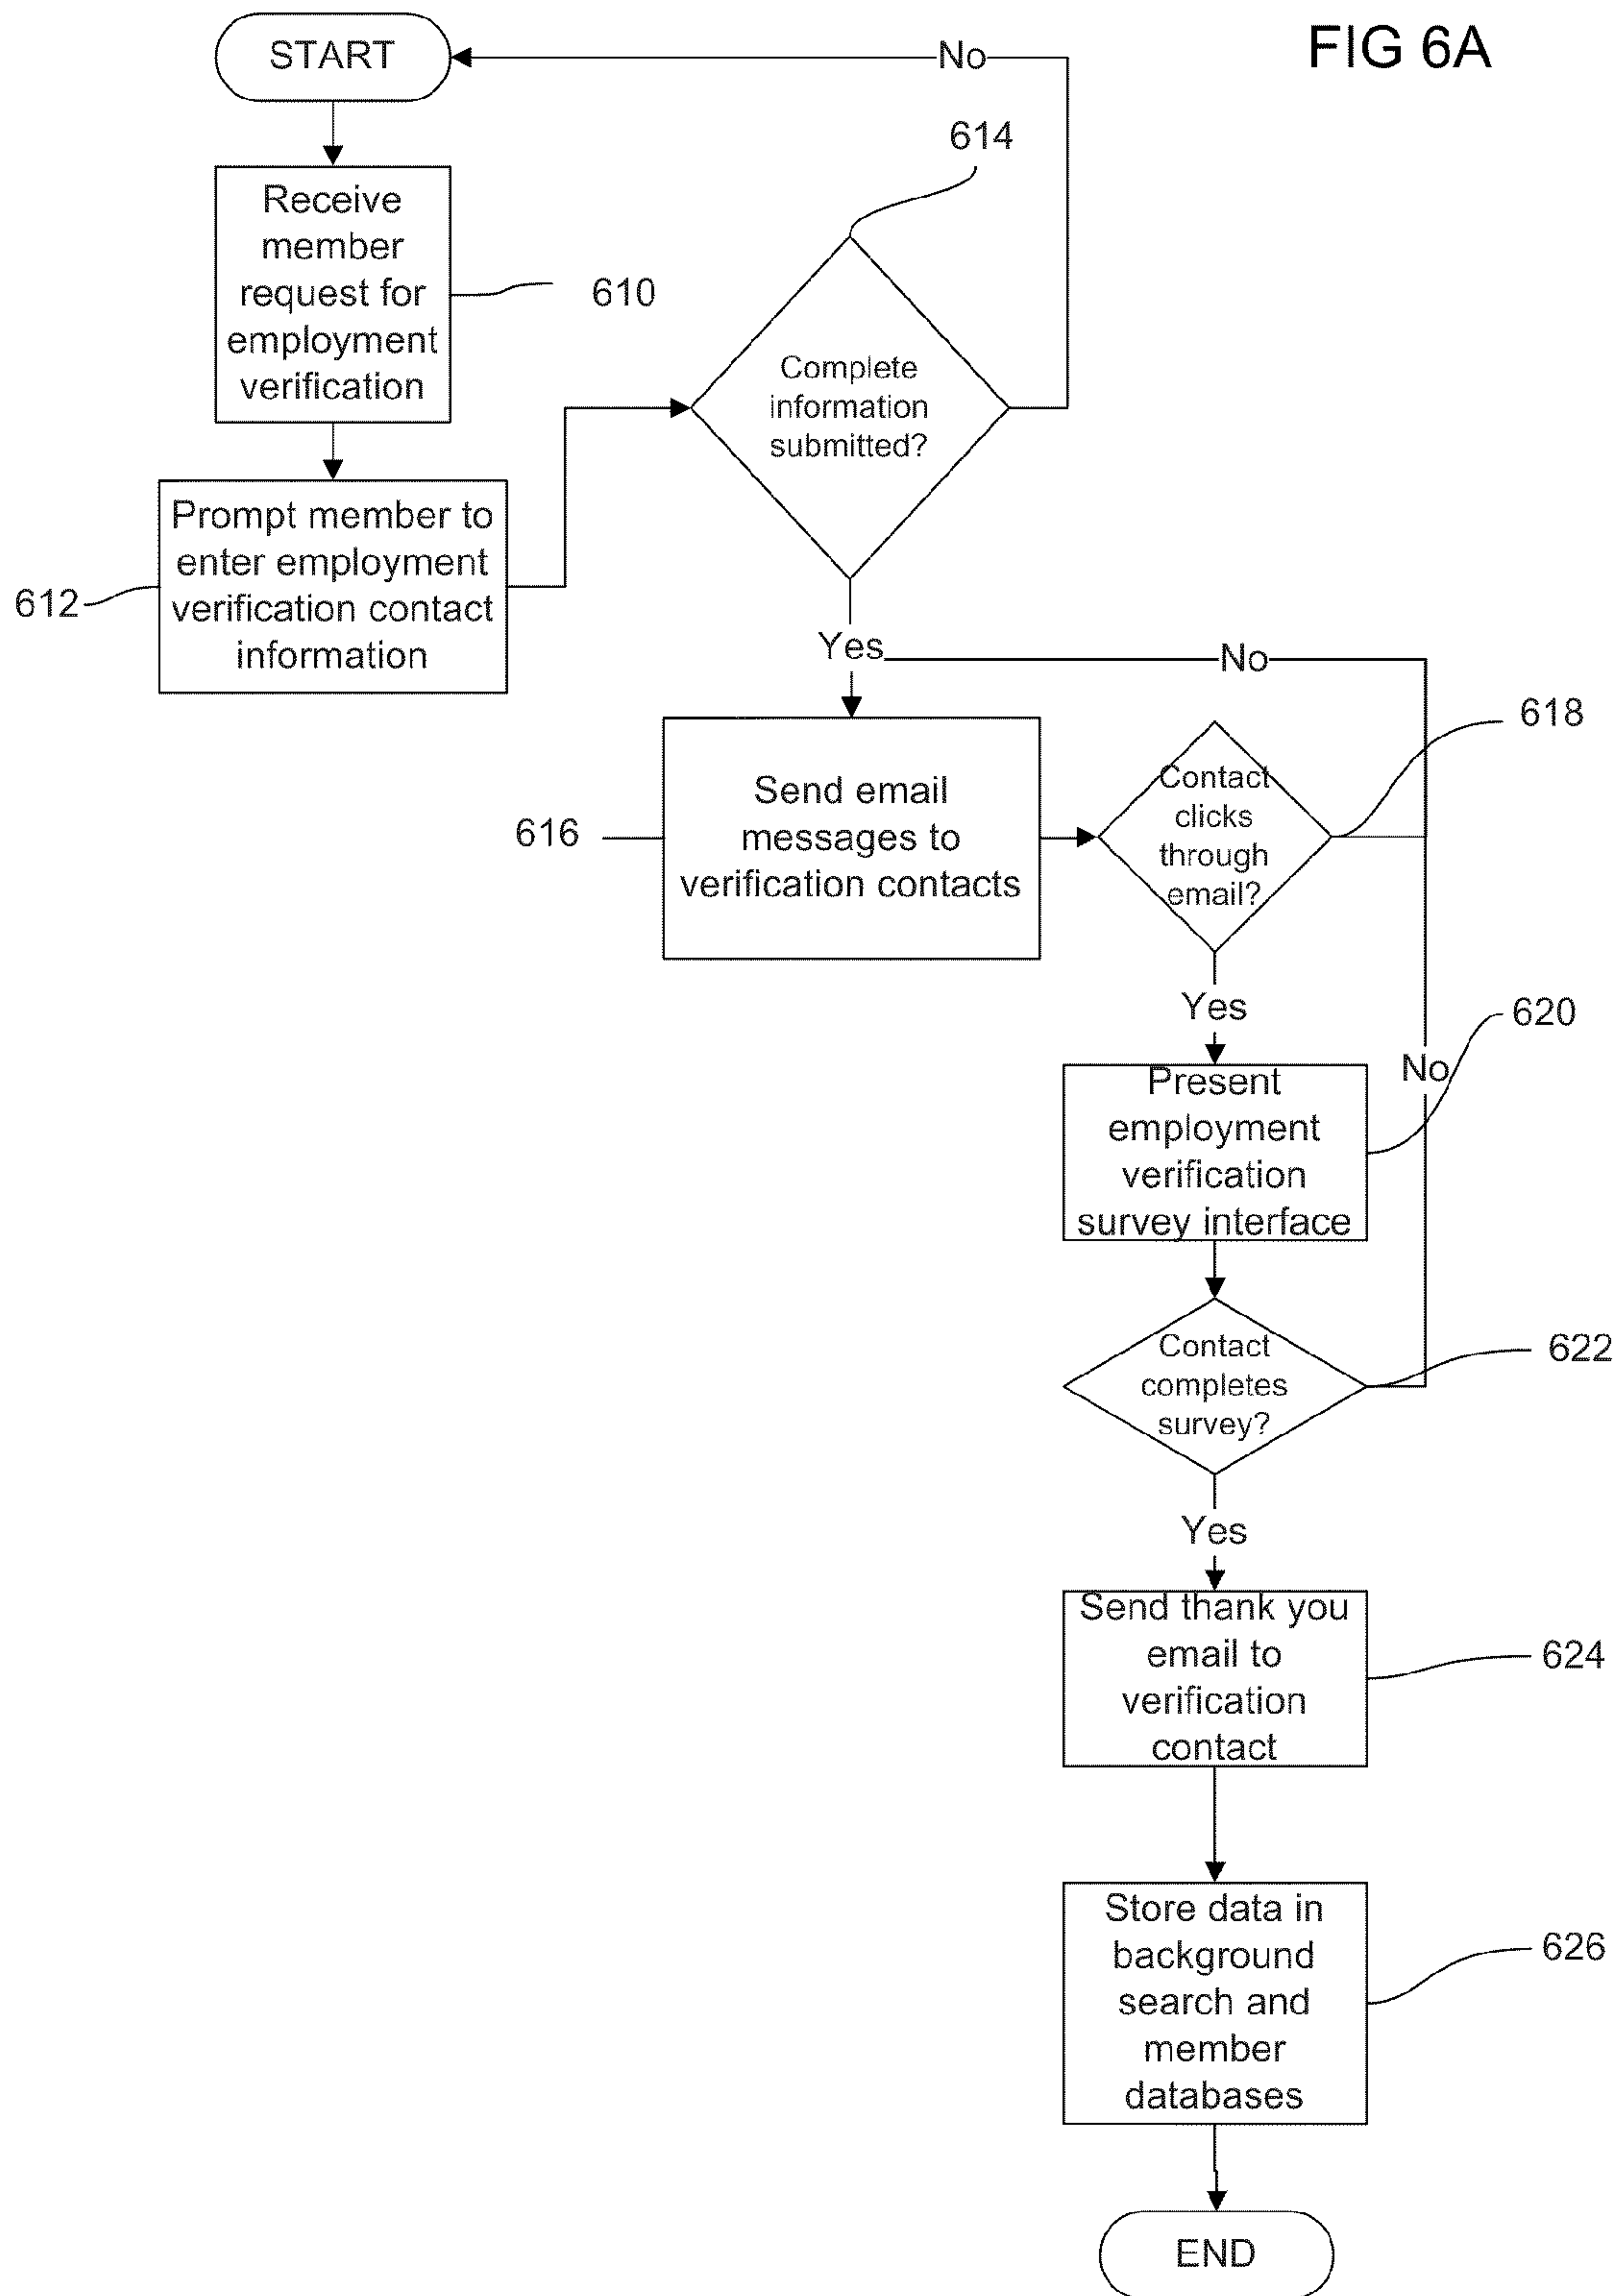 FIG 6A
START
No
614
Receive
member
request for
employment
verification
610
Complete
information
submitted?
Prompt member to
enter employment
verification contact
information
612
Yes
No
618
Send email
messages to
verification contacts
616
Contact
clicks
through
email?
Yes
620
No
Present
employment
verification
survey interface
Contact
completes
survey?
622
Yes
Send thank you
email to
verification
contact
624
Store data in
background
search and
member
databases
626
END